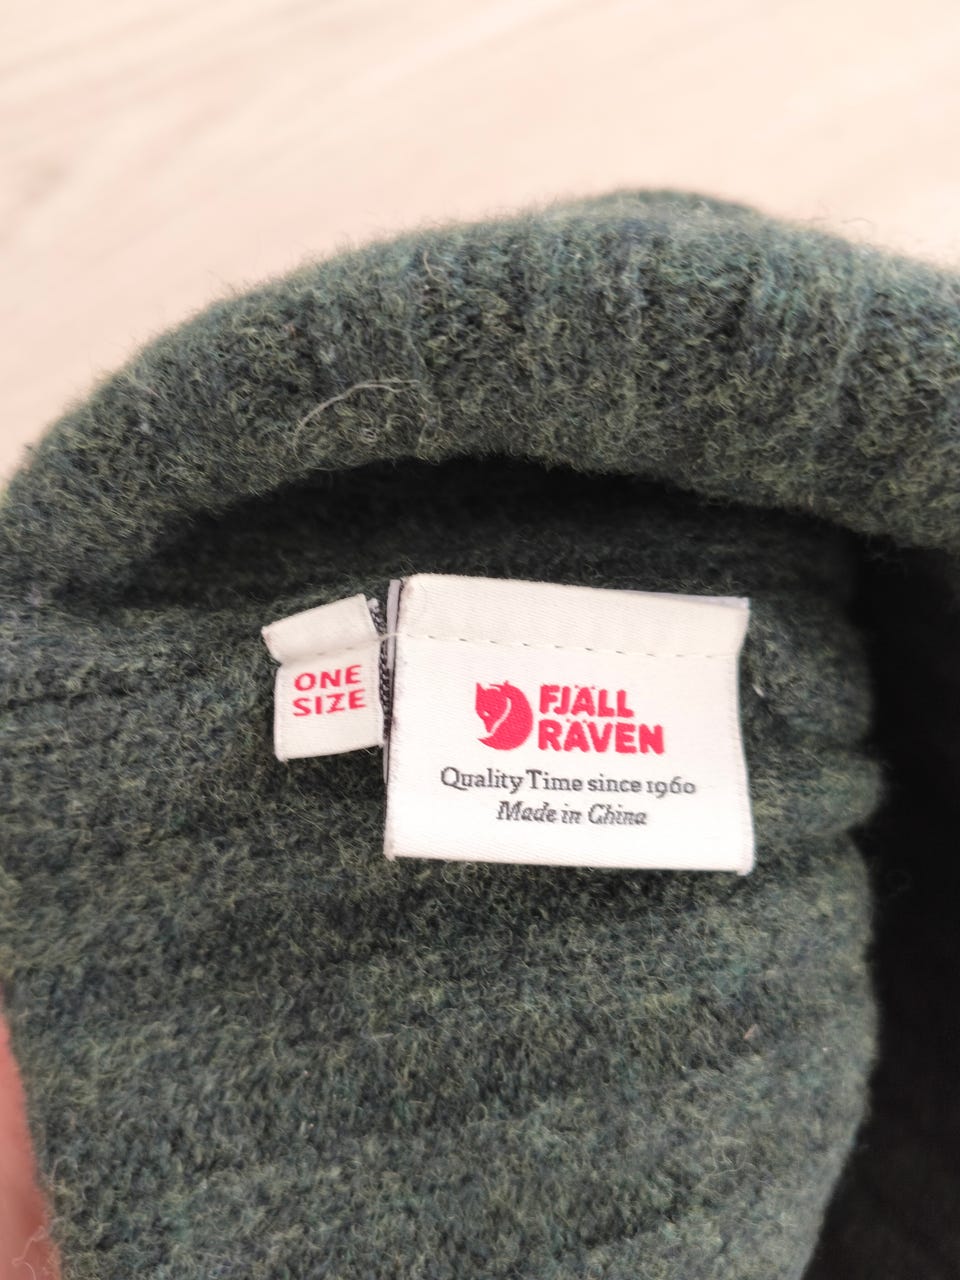 ONE
SIZE
FJÄLL
RÄVEN
Quality Time since 1960
Made in China